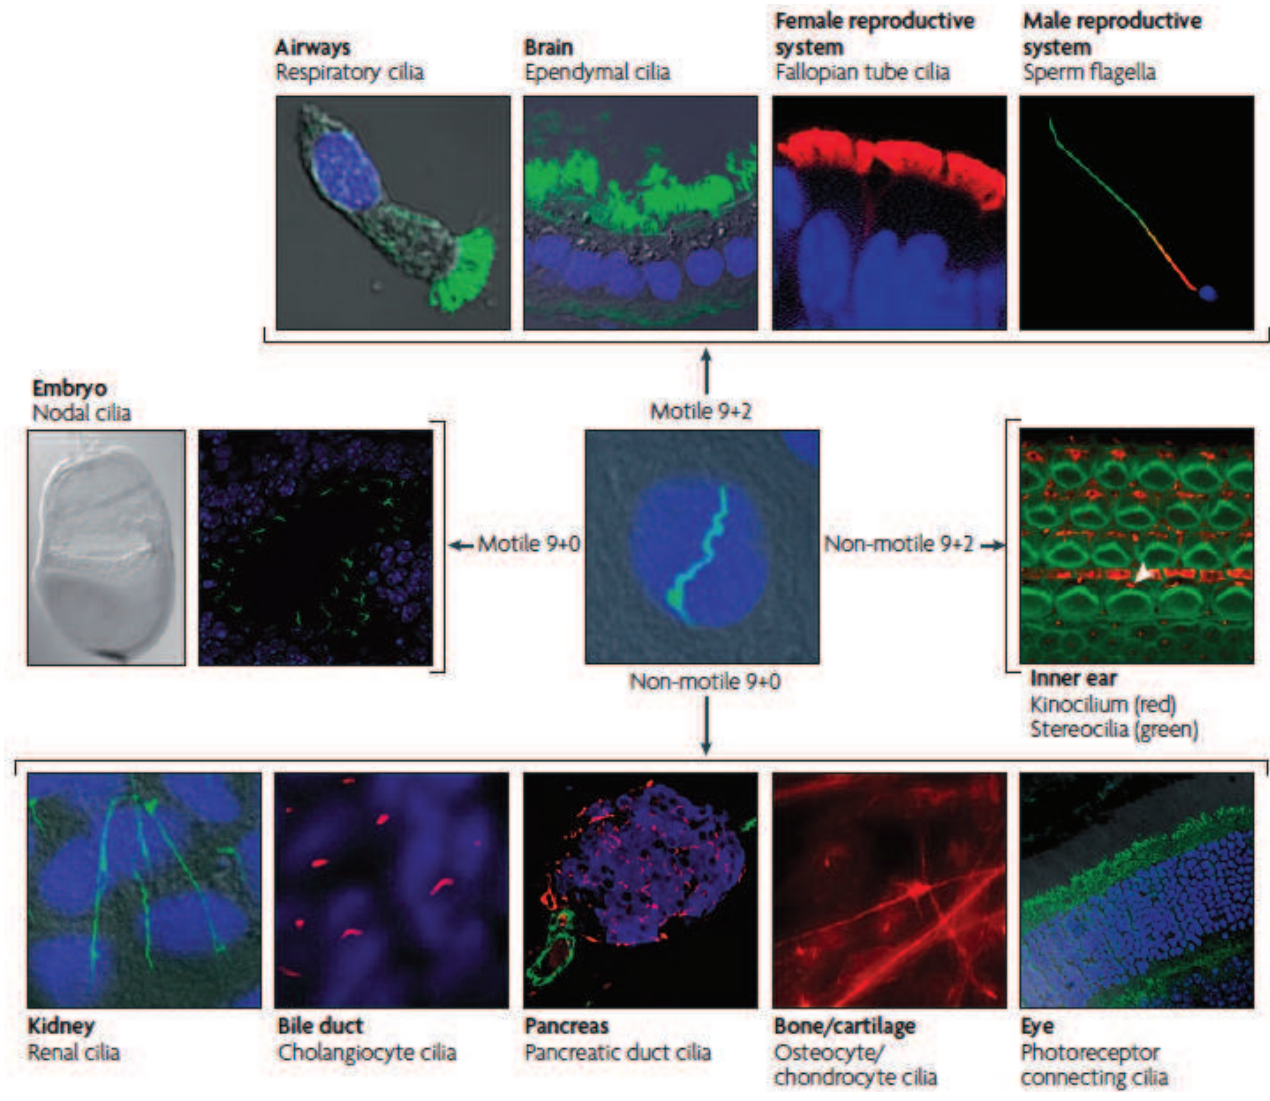 Airways
Respiratory cilia
Brain
Ependymal cilia
Female reproductive
system
Fallopian tube cilia
Male reproductive
system
Sperm flagella
Embryo
Nodal cilia
Motile 9+2
Motile 9+0
Non-motile 9+2
Non-motile 9+0
Inner ear
Kinocilium (red)
Stereocilia (green)
Kidney
Renal cilia
Bile duct
Cholangiocyte cilia
Pancreas
Pancreatic duct cilia
Bone/cartilage
Osteocyte/
chondrocyte cilia
Eye
Photoreceptor
connecting cilia